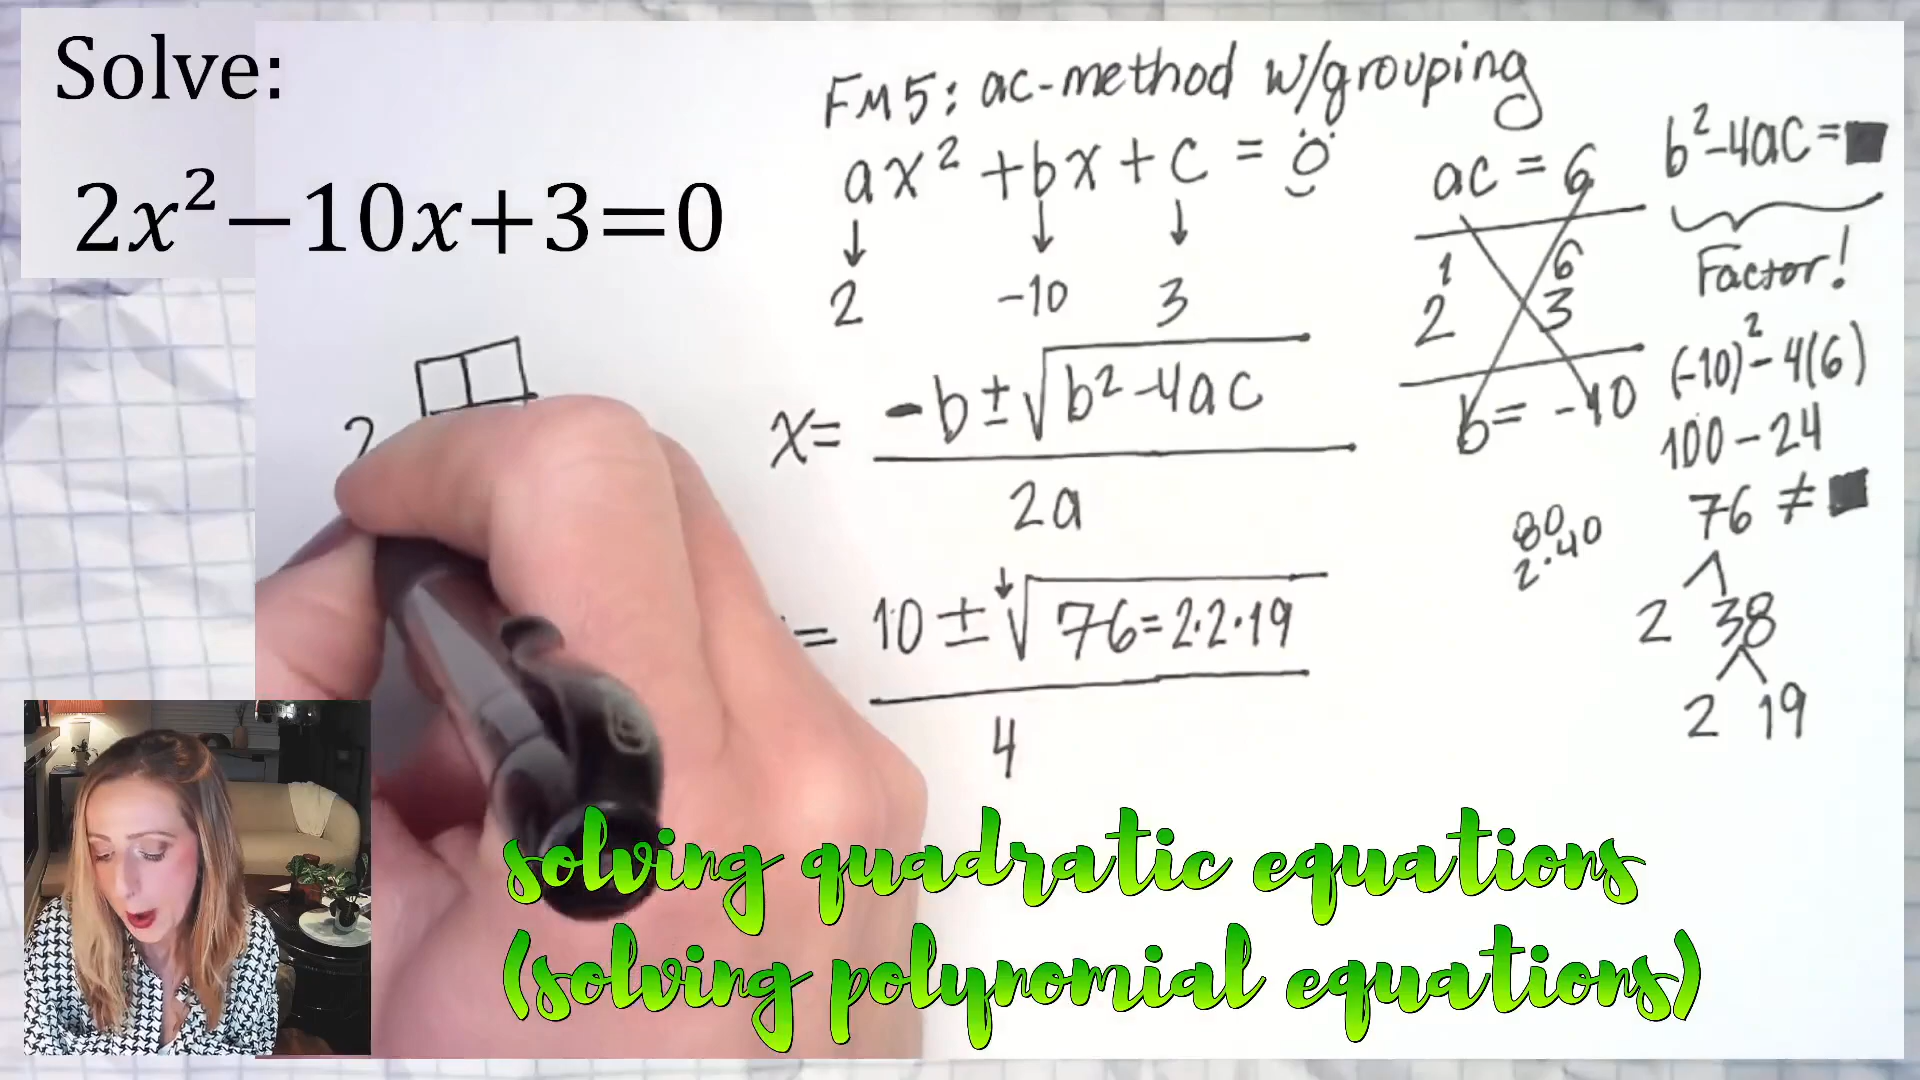 Solve:
2x²−10x+3=0
FM5: ac-method w/grouping
ax² + bx + c = 0
2 -10 3
x= -b ± √b²-4ac
2a
= 10 ± √76=2·2·19
4
2
ac = 6
1 6
2 3
b= -10
b²-4ac = ■
Factor!
(-10)² - 4(6)
100 - 24
76 ≠ ■
2 38
2 19
80
2·40
solving quadratic equations
(solving polynomial equations)